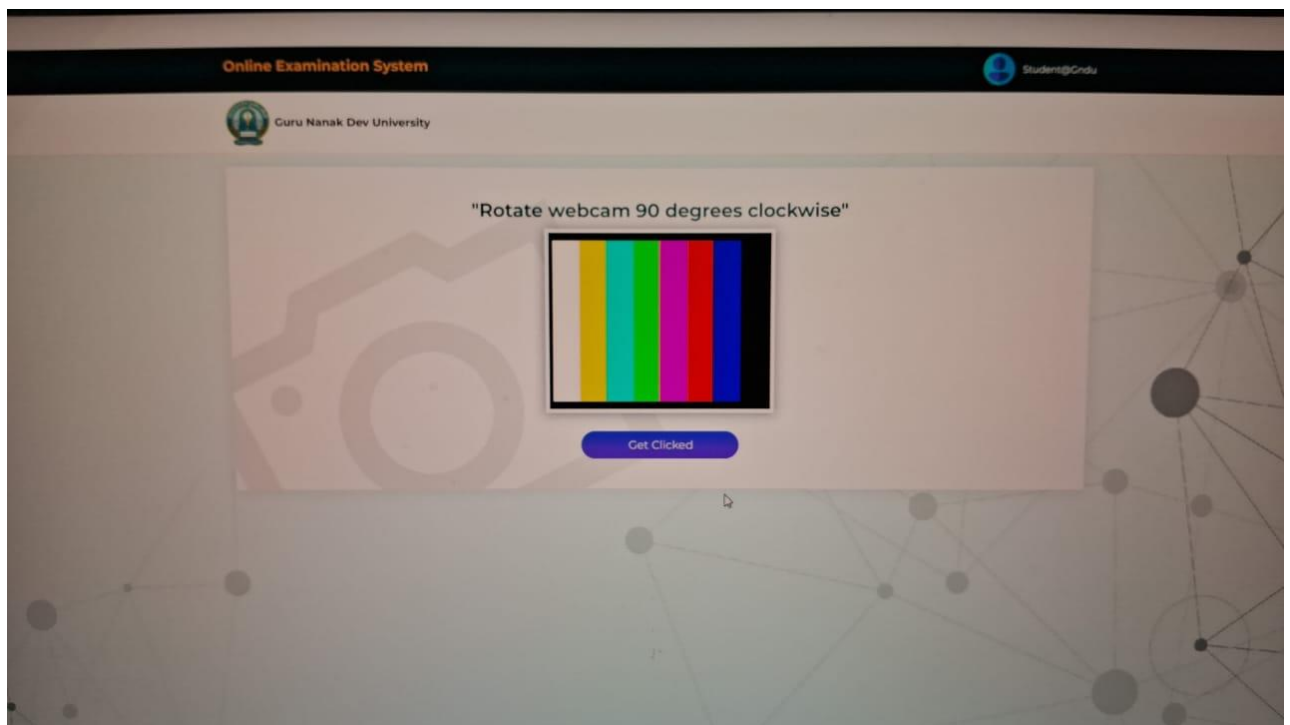 Online Examination System
Student@Gndu
Guru Nanak Dev University
"Rotate webcam 90 degrees clockwise"
Get Clicked